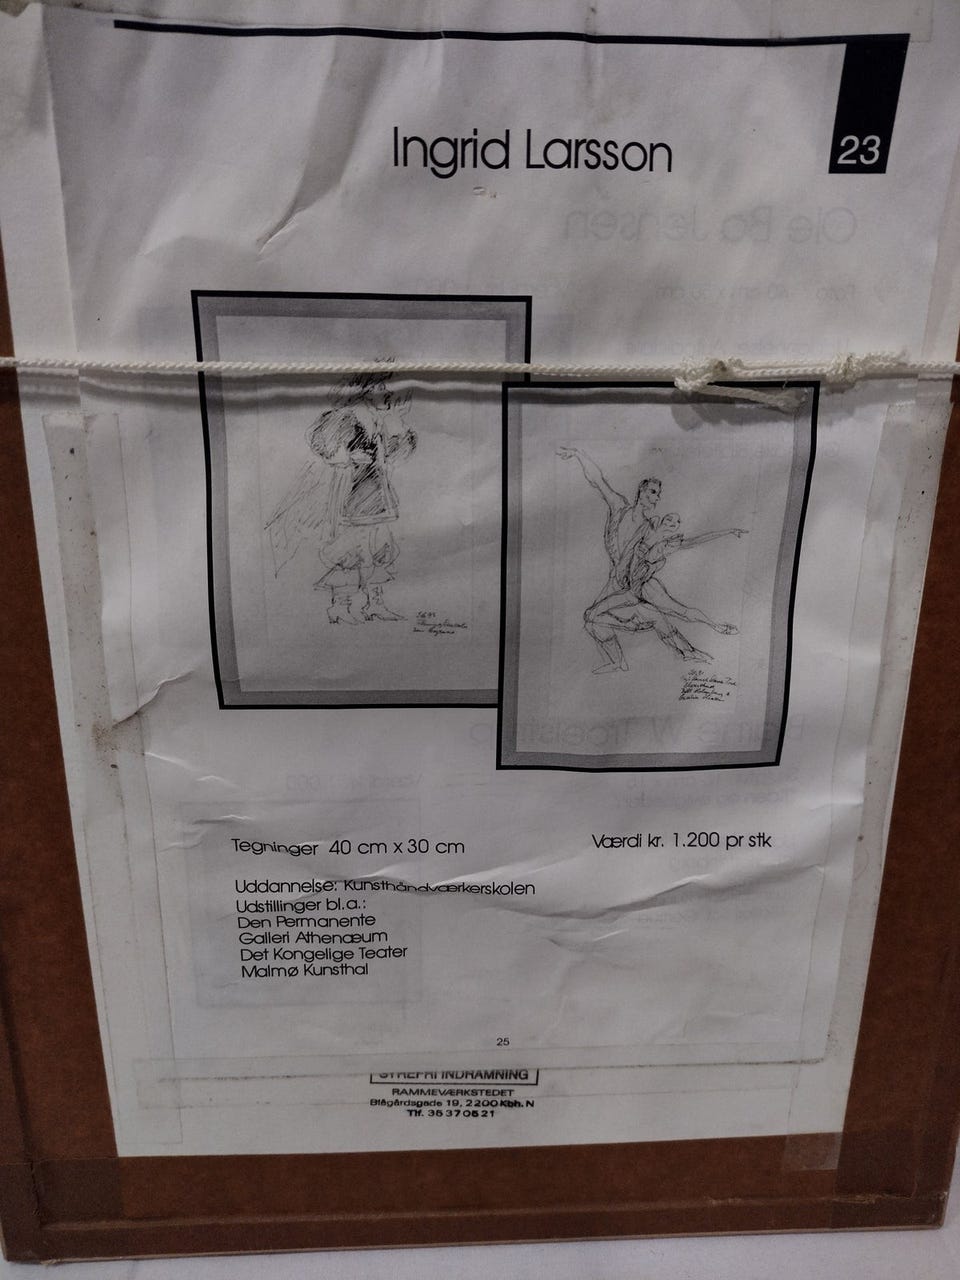 23
Ingrid Larsson
Tegninger 40 cm x 30 cm
Værdi kr. 1.200 pr stk
Uddannelse: Kunsthåndværkerskolen
Udstillinger bl.a.:
Den Permanente
Galleri Athenæum
Det Kongelige Teater
Malmø Kunsthal
25
SYREFRI INDRAMNING
RAMMEVÆRKSTEDET
Blågårdsgade 19, 2200 Kbh. N
Tlf. 35 37 05 21